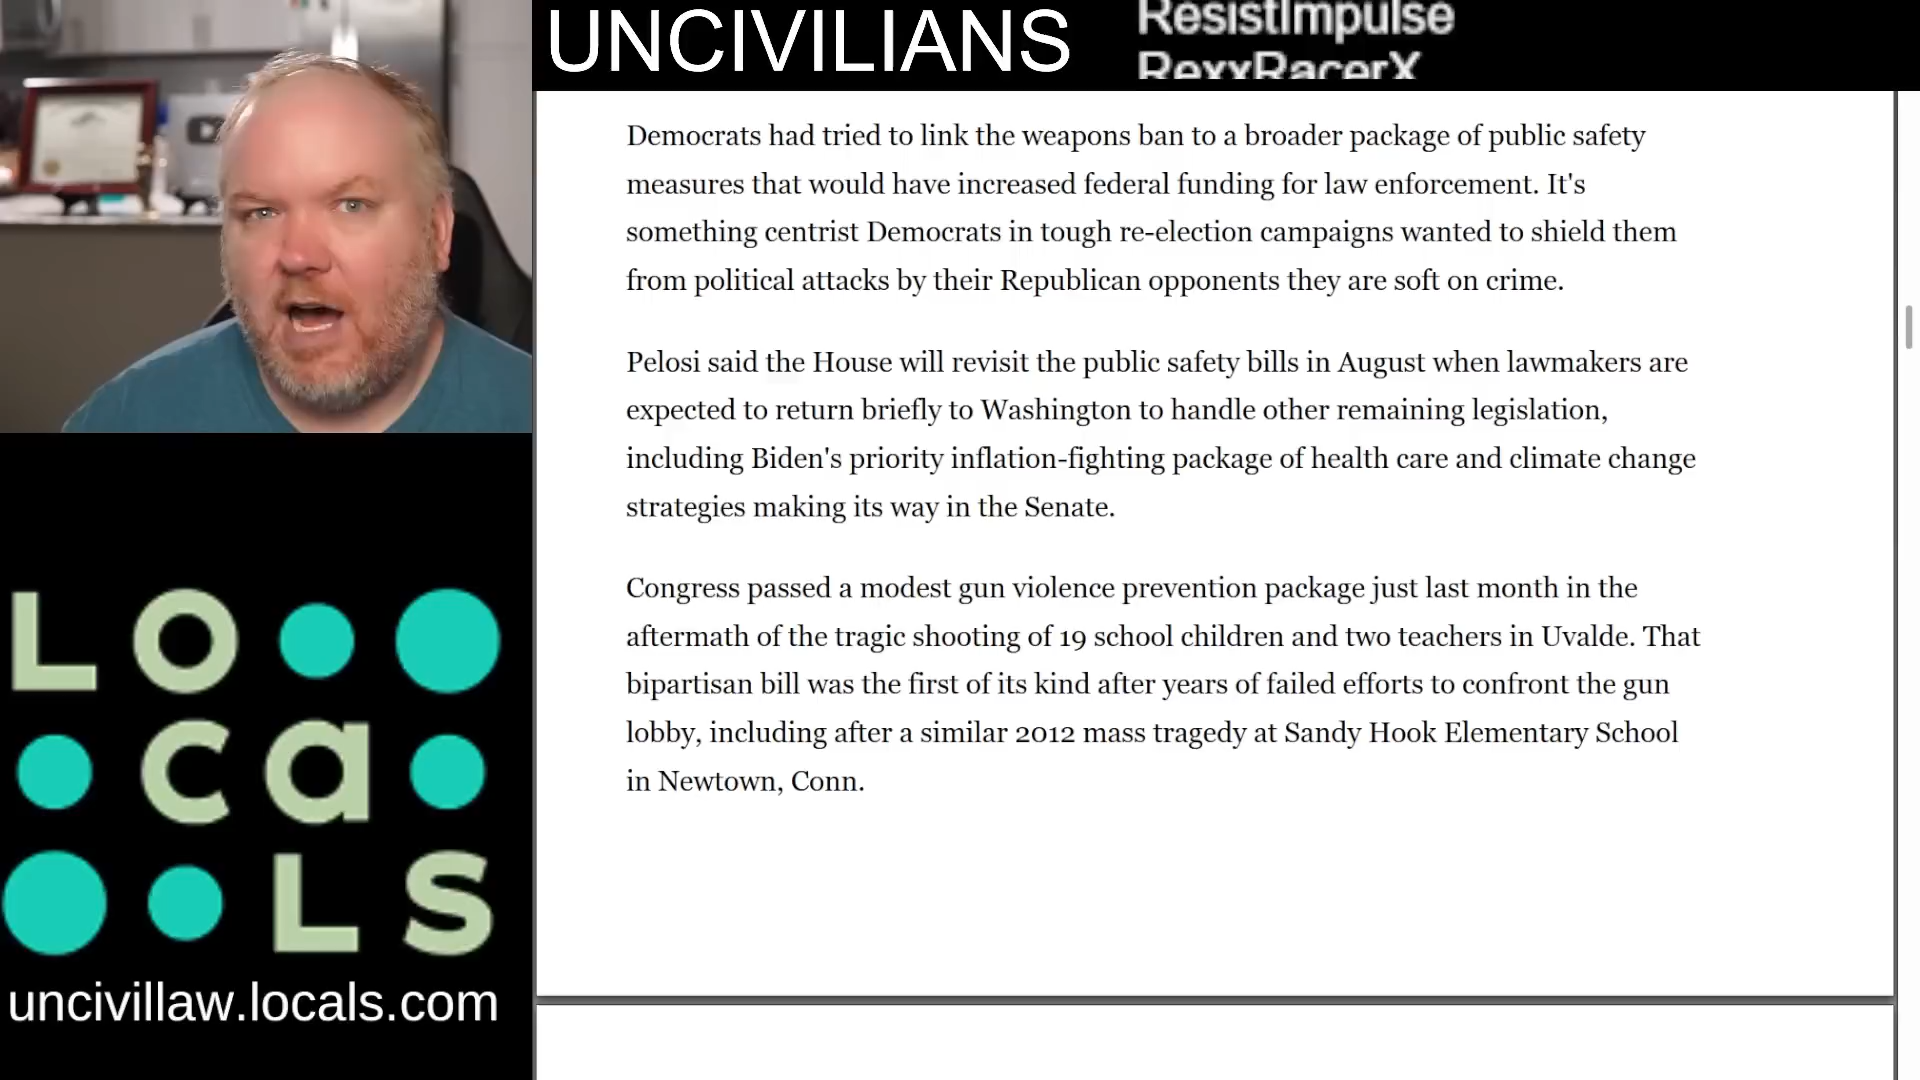 UNCIVILIANS
ResistImpulse
RexxRacerX
Democrats had tried to link the weapons ban to a broader package of public safety
measures that would have increased federal funding for law enforcement. It's
something centrist Democrats in tough re-election campaigns wanted to shield them
from political attacks by their Republican opponents they are soft on crime.
Pelosi said the House will revisit the public safety bills in August when lawmakers are
expected to return briefly to Washington to handle other remaining legislation,
including Biden's priority inflation-fighting package of health care and climate change
strategies making its way in the Senate.
Congress passed a modest gun violence prevention package just last month in the
aftermath of the tragic shooting of 19 school children and two teachers in Uvalde. That
bipartisan bill was the first of its kind after years of failed efforts to confront the gun
lobby, including after a similar 2012 mass tragedy at Sandy Hook Elementary School
in Newtown, Conn.
LO
ca
LS
uncivillaw.locals.com